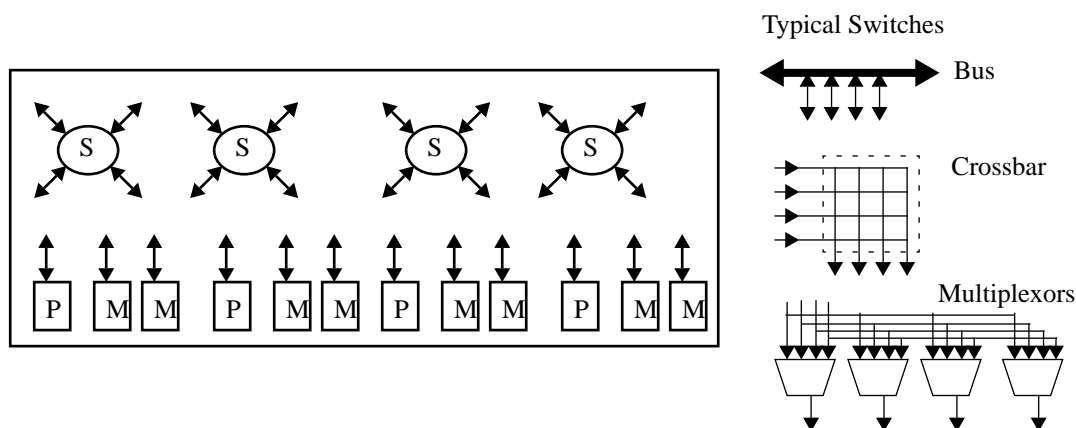 Typical Switches
Bus
S S S S
Crossbar
P M M P M M P M M P M M
Multiplexors